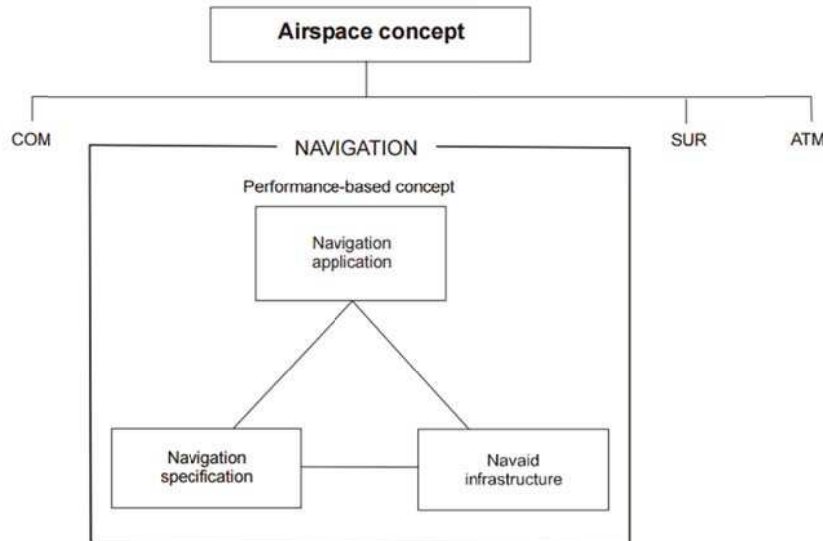 Airspace concept
COM
NAVIGATION
SUR
ATM
Performance-based concept
Navigation
application
Navigation
specification
Navaid
infrastructure